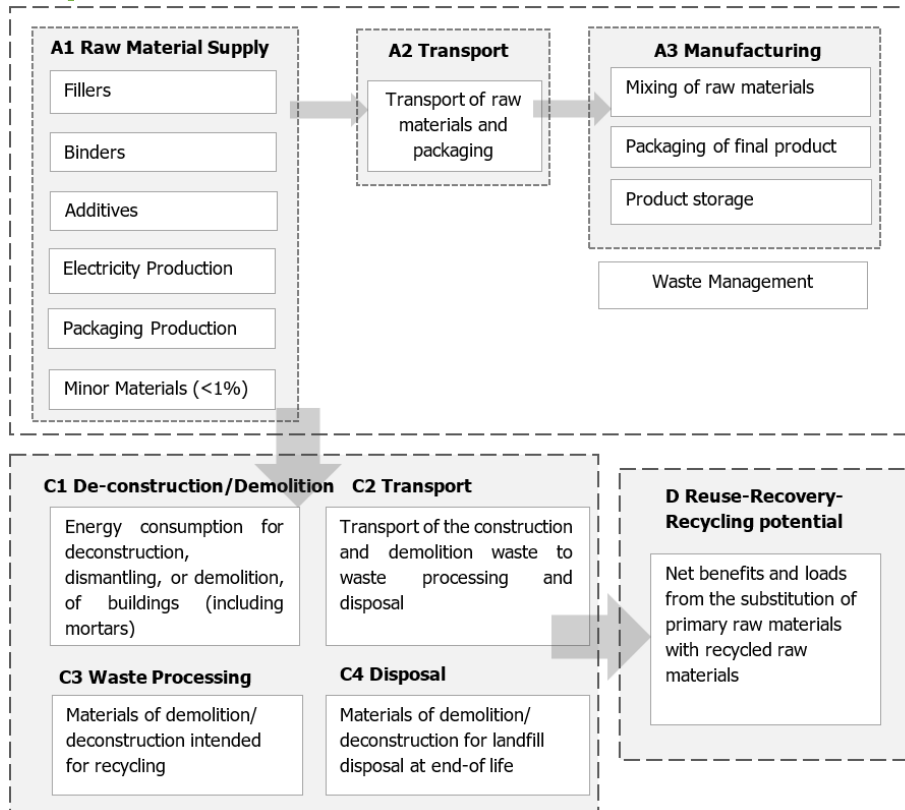 A1 Raw Material Supply
Fillers
Binders
Additives
Electricity Production
Packaging Production
Minor Materials (<1%)
A2 Transport
Transport of raw
materials and
packaging
A3 Manufacturing
Mixing of raw materials
Packaging of final product
Product storage
Waste Management
C1 De-construction/Demolition
Energy consumption for
deconstruction,
dismantling, or demolition,
of buildings (including
mortars)
C2 Transport
Transport of the construction
and demolition waste to
waste processing and
disposal
C3 Waste Processing
Materials of demolition/
deconstruction intended
for recycling
C4 Disposal
Materials of demolition/
deconstruction for landfill
disposal at end-of life
D Reuse-Recovery-
Recycling potential
Net benefits and loads
from the substitution of
primary raw materials
with recycled raw
materials